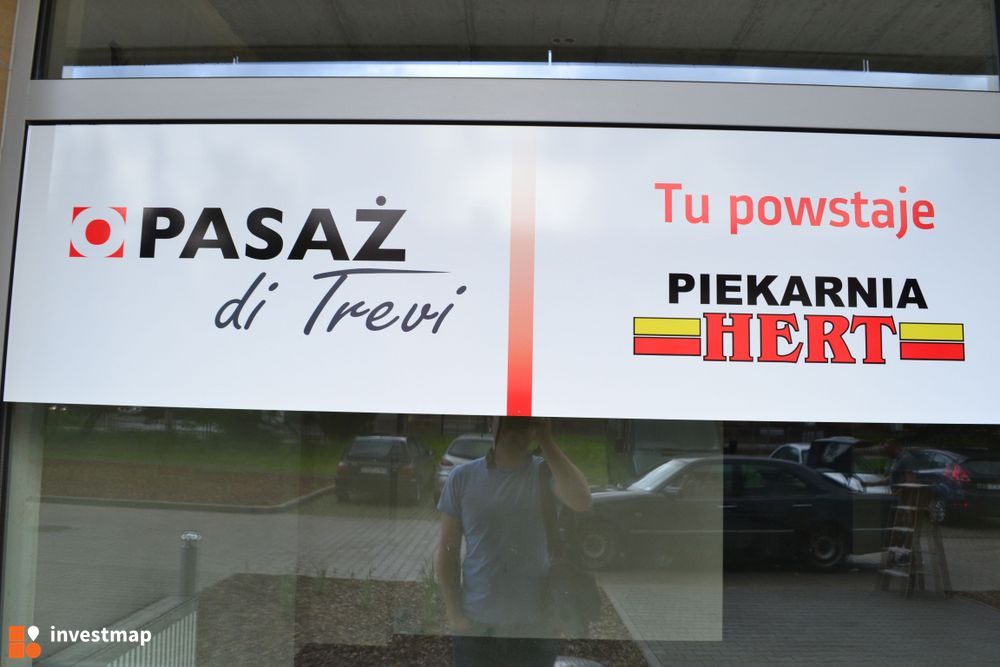 PASAŻ
di Trevi
Tu powstaje
PIEKARNIA
HERT
investmap